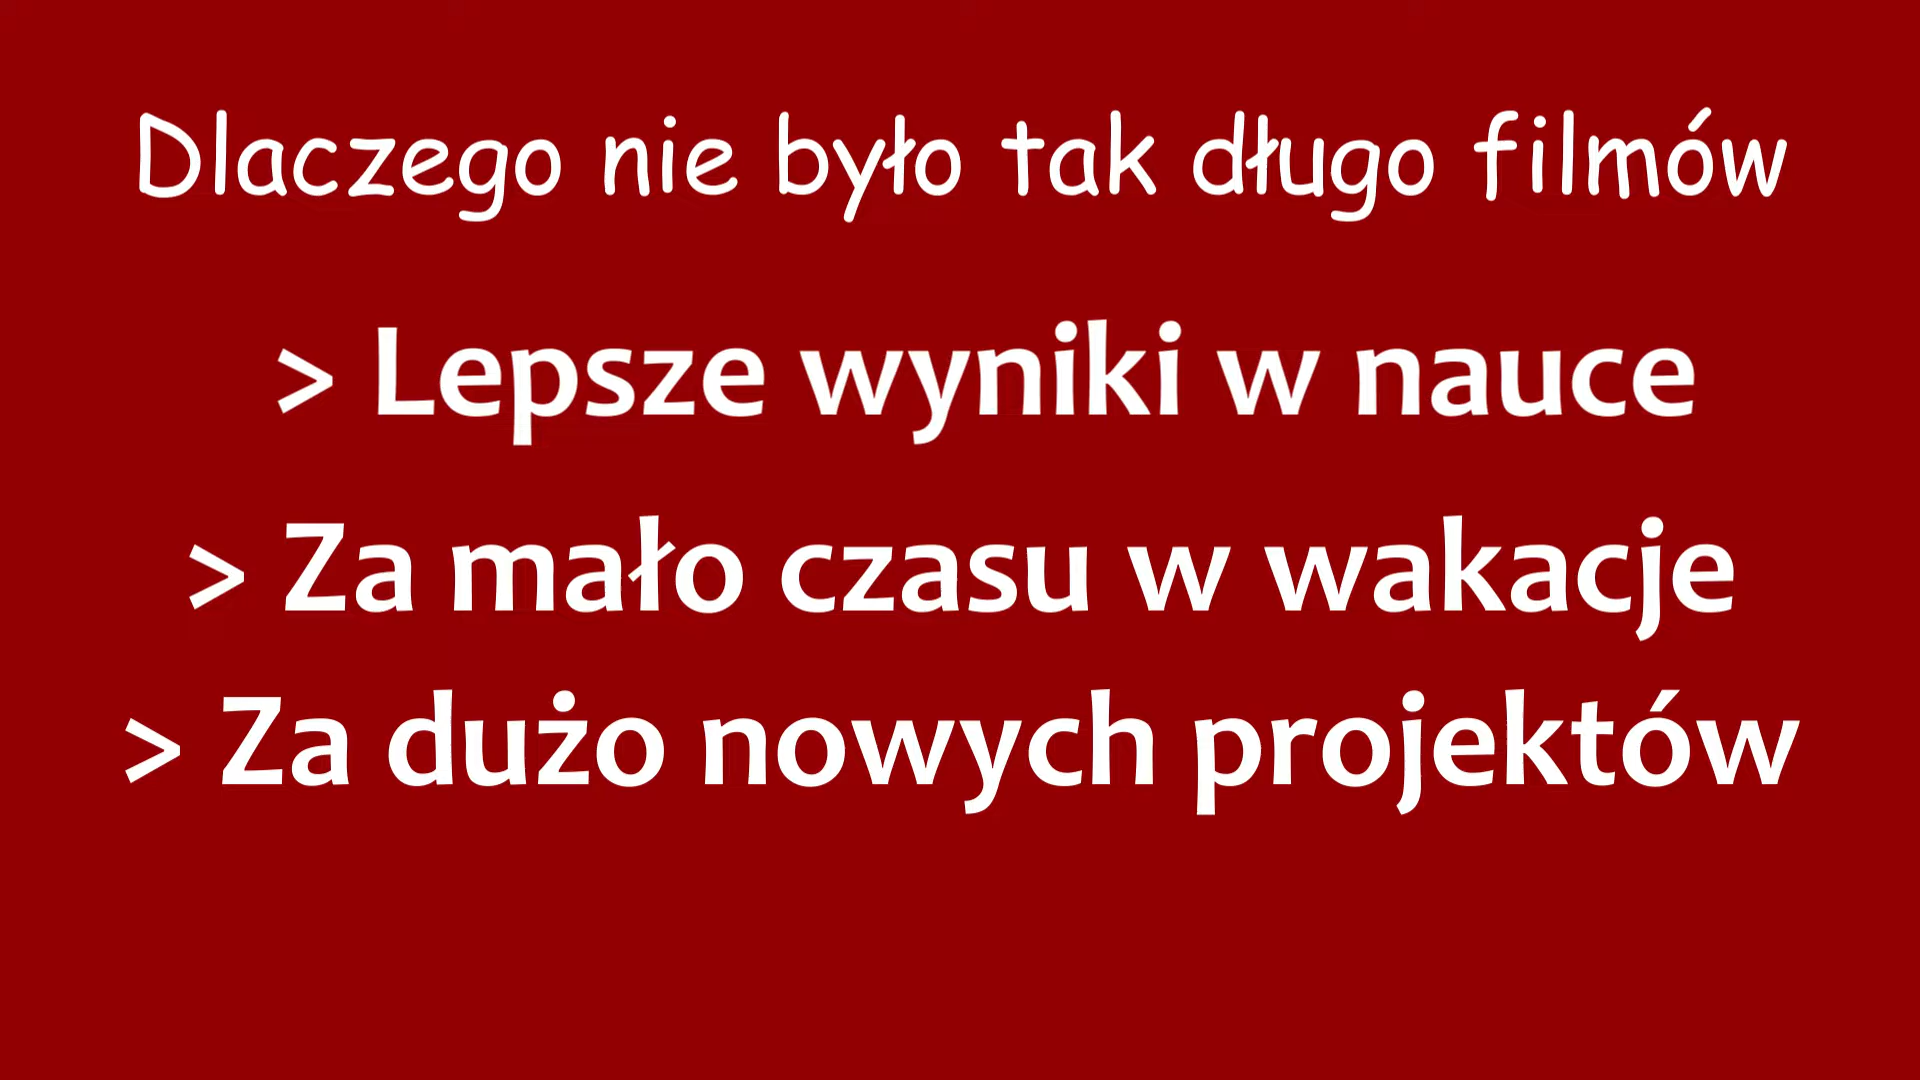 Dlaczego nie było tak długo filmów
> Lepsze wyniki w nauce
> Za mało czasu w wakacje
> Za dużo nowych projektów